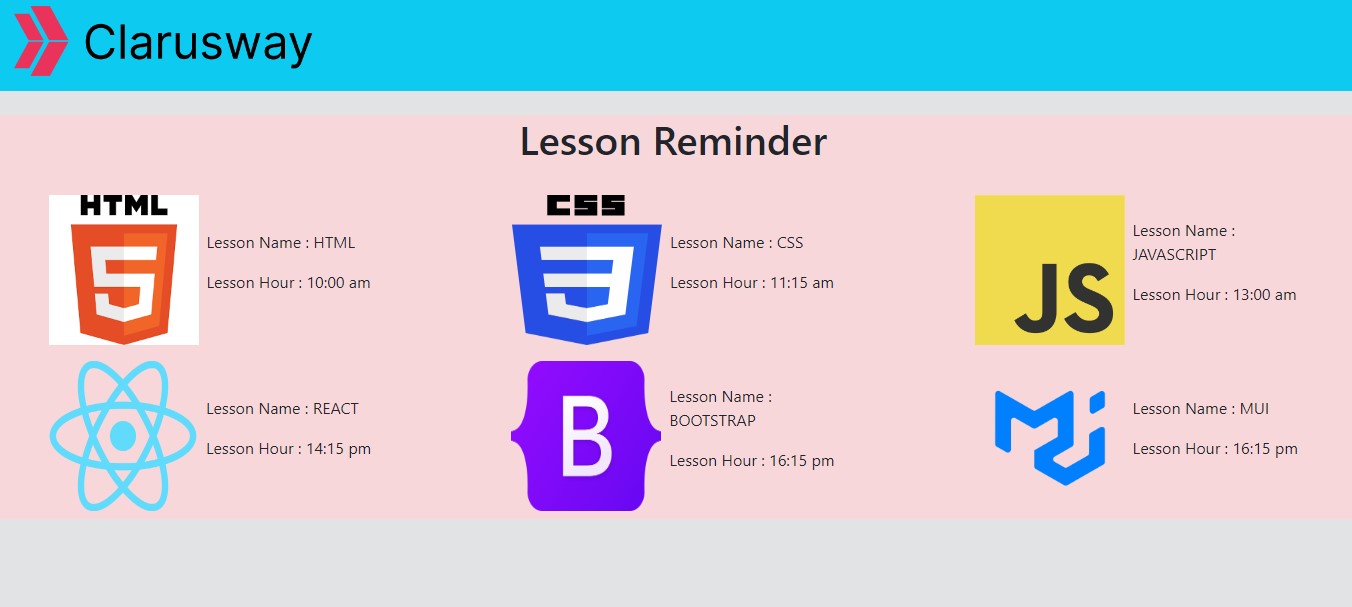 Clarusway
Lesson Reminder
HTML
Lesson Name : HTML
Lesson Hour : 10:00 am
CSS
Lesson Name : CSS
Lesson Hour : 11:15 am
JS
Lesson Name :
JAVASCRIPT
Lesson Hour : 13:00 am
Lesson Name : REACT
Lesson Hour : 14:15 pm
B
Lesson Name :
BOOTSTRAP
Lesson Hour : 16:15 pm
Lesson Name : MUI
Lesson Hour : 16:15 pm